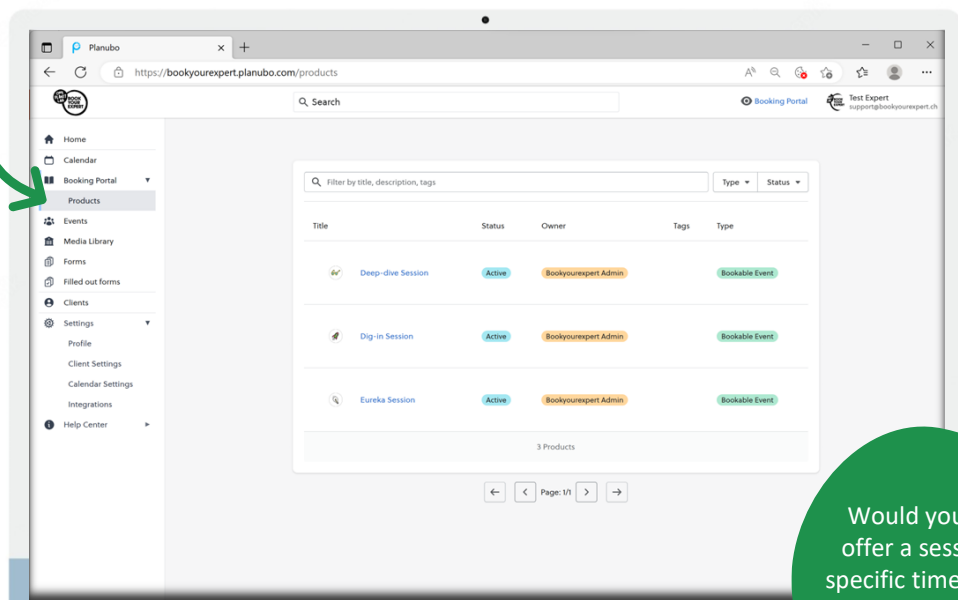 Planubo
https://bookyourexpert.planubo.com/products
BOOK
YOUR
EXPERT
Search
Booking Portal
Test Expert
support@bookyourexpert.ch
Home
Calendar
Booking Portal
Products
Events
Media Library
Forms
Filled out forms
Clients
Settings
Profile
Client Settings
Calendar Settings
Integrations
Help Center
Filter by title, description, tags
Type
Status
Title Status Owner Tags Type
Deep-dive Session Active Bookyourexpert Admin Bookable Event
Dig-in Session Active Bookyourexpert Admin Bookable Event
Eureka Session Active Bookyourexpert Admin Bookable Event
3 Products
Page: 1/1
Would you
offer a sess
specific time